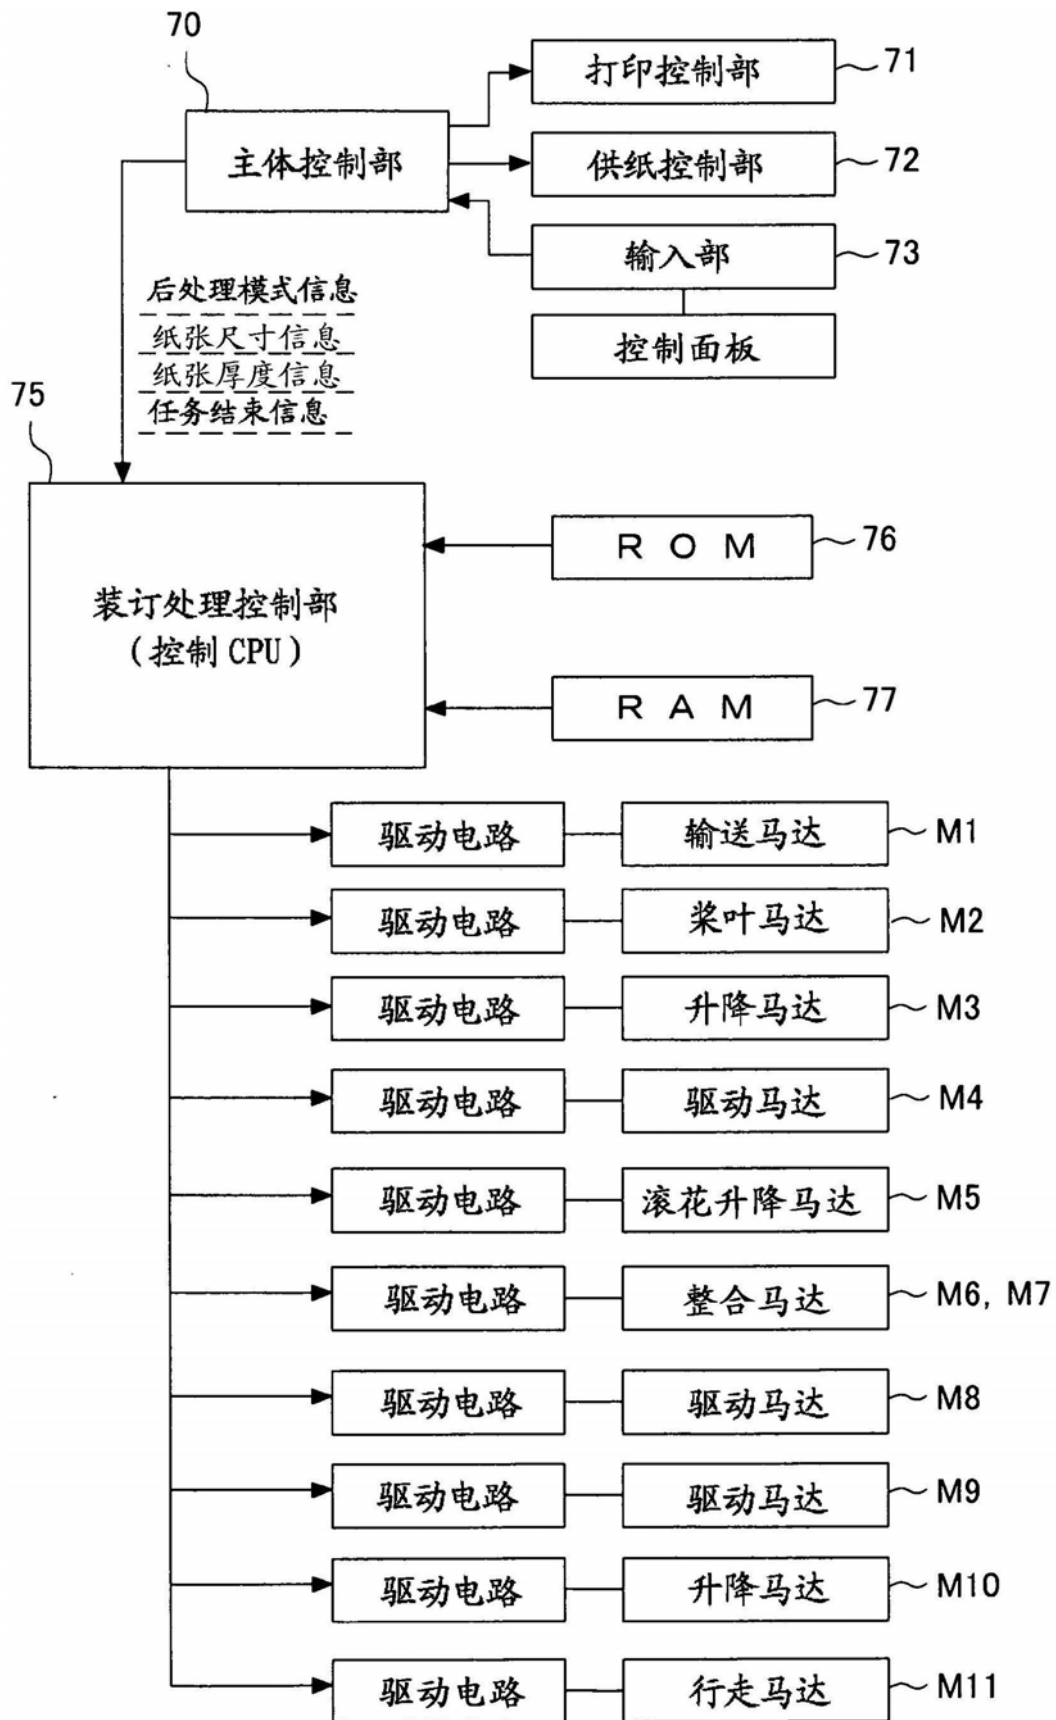 70
打印控制部
71
主体控制部
供纸控制部
72
输入部
73
控制面板
后处理模式信息
纸张尺寸信息
纸张厚度信息
任务结束信息
75
装订处理控制部
(控制CPU)
ROM
76
RAM
77
驱动电路
输送马达
M1
驱动电路
桨叶马达
M2
驱动电路
升降马达
M3
驱动电路
驱动马达
M4
驱动电路
滚花升降马达
M5
驱动电路
整合马达
M6, M7
驱动电路
驱动马达
M8
驱动电路
驱动马达
M9
驱动电路
升降马达
M10
驱动电路
行走马达
M11